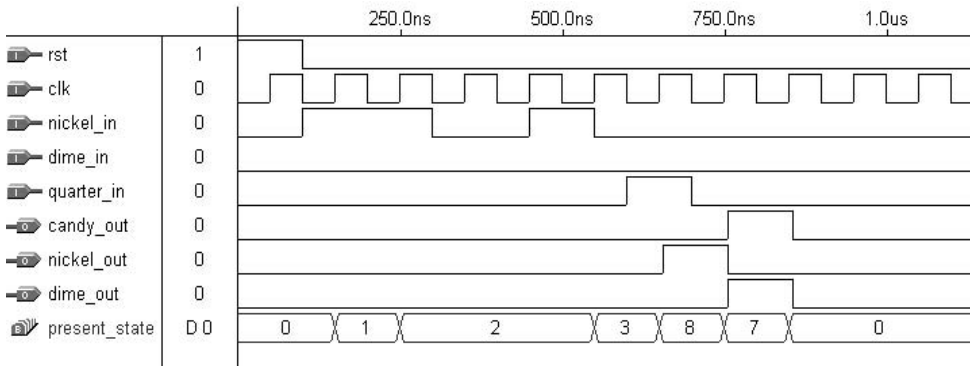 250.0ns 500.0ns 750.0ns 1.0us
rst 1
clk 0
nickel_in 0
dime_in 0
quarter_in 0
candy_out 0
nickel_out 0
dime_out 0
present_state D 0 0 1 2 3 8 7 0